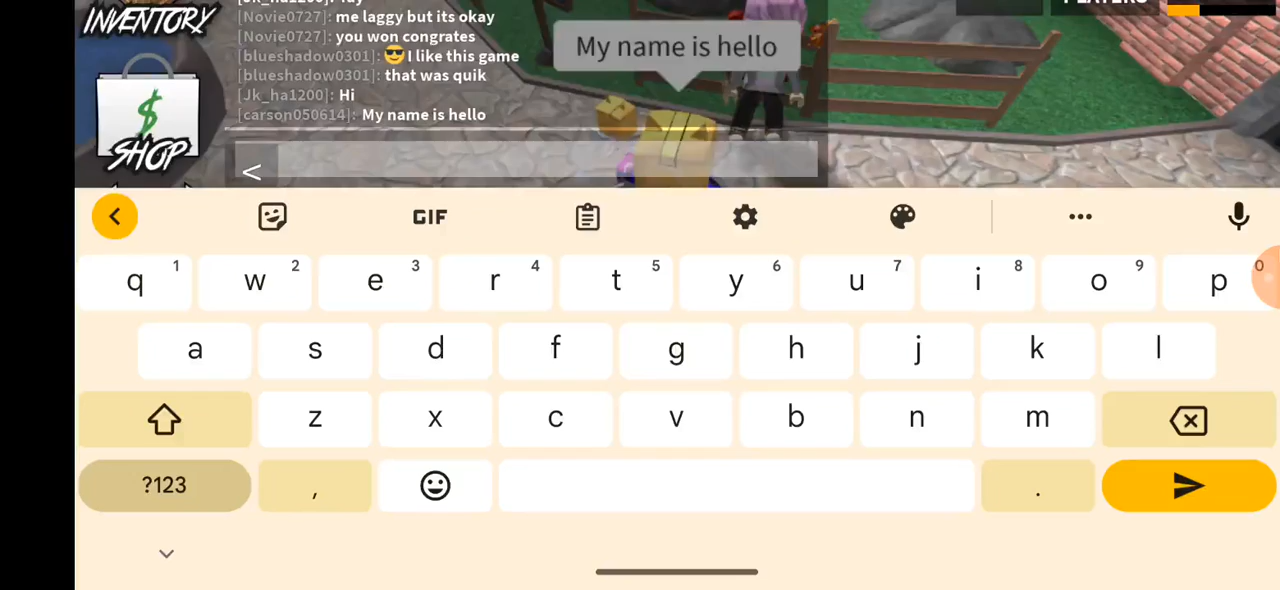 INVENTORY
[Novie0727]: me laggy but its okay
[Novie0727]: you won congrates
[blueshadow0301]: 😎I like this game
[blueshadow0301]: that was quik
[Jk_ha1200]: Hi
[carson050614]: My name is hello
My name is hello
$
SHOP
<
GIF
q 1 w 2 e 3 r 4 t 5 y 6 u 7 i 8 o 9 p 0
a s d f g h j k l
z x c v b n m
?123 , .